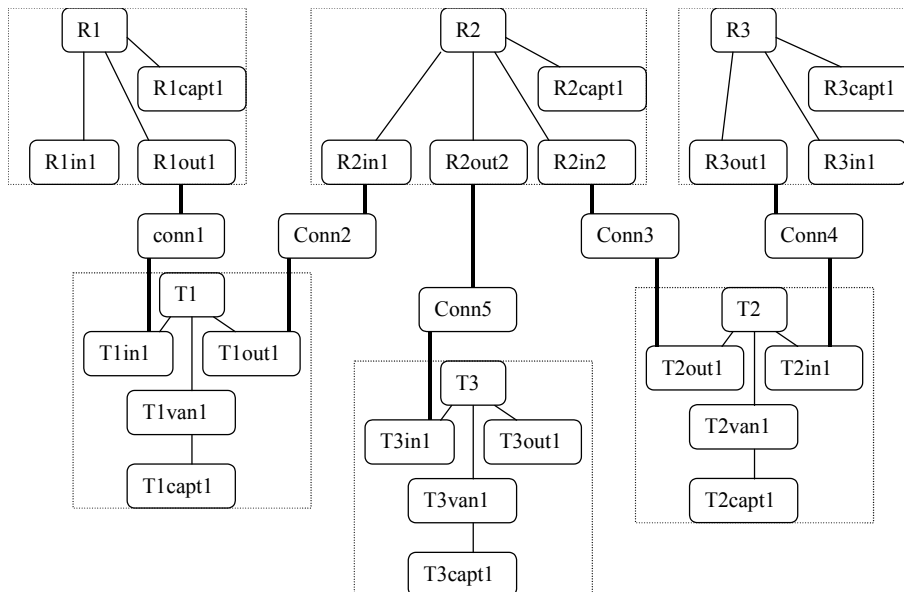 R1
R2
R3
R1capt1
R2capt1
R3capt1
R1in1
R1out1
R2in1
R2out2
R2in2
R3out1
R3in1
conn1
Conn2
Conn3
Conn4
T1
Conn5
T2
T1in1
T1out1
T2out1
T2in1
T3
T1van1
T2van1
T3in1
T3out1
T1capt1
T3van1
T2capt1
T3capt1